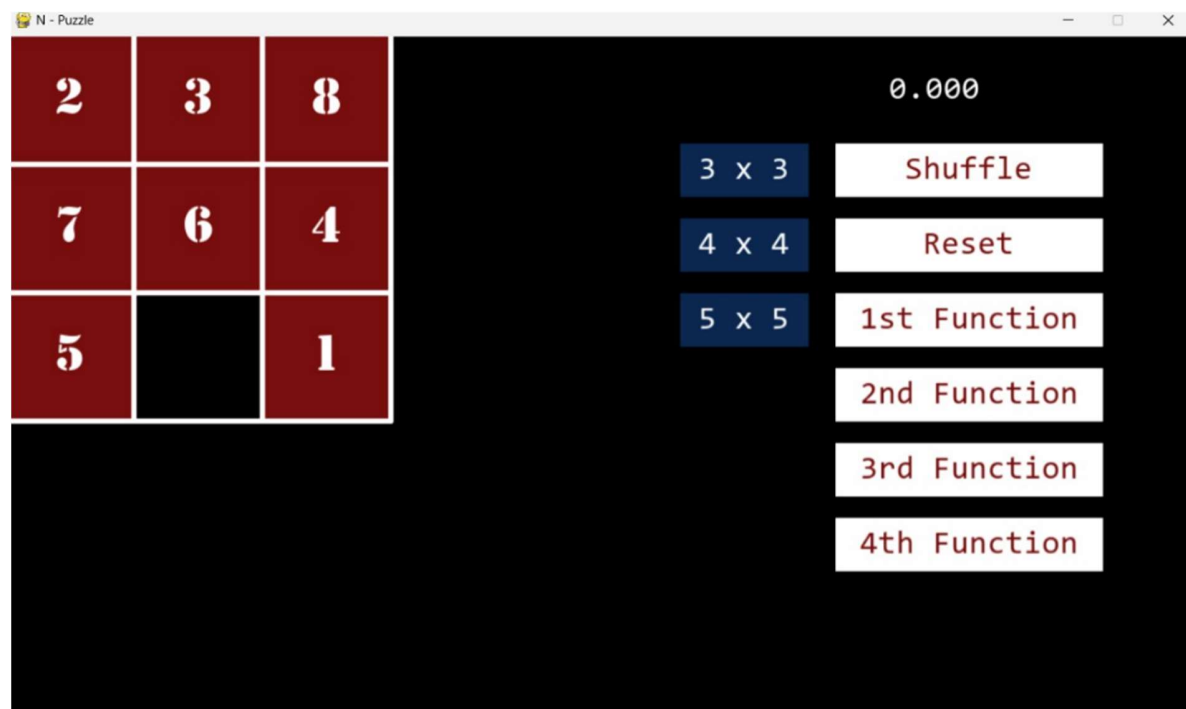 N - Puzzle
2 3 8
0.000
3 x 3 Shuffle
7 6 4
4 x 4 Reset
5 1
5 x 5 1st Function
2nd Function
3rd Function
4th Function